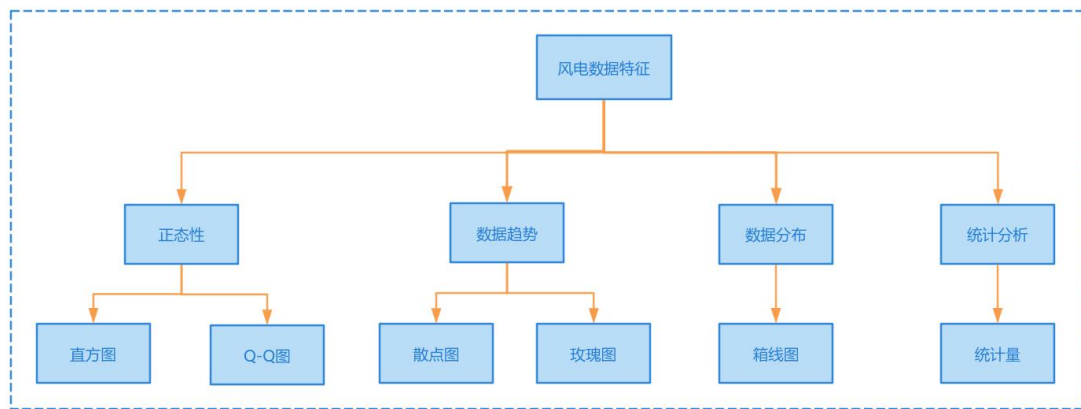 风电数据特征
正态性
数据趋势
数据分布
统计分析
直方图
Q-Q图
散点图
玫瑰图
箱线图
统计量